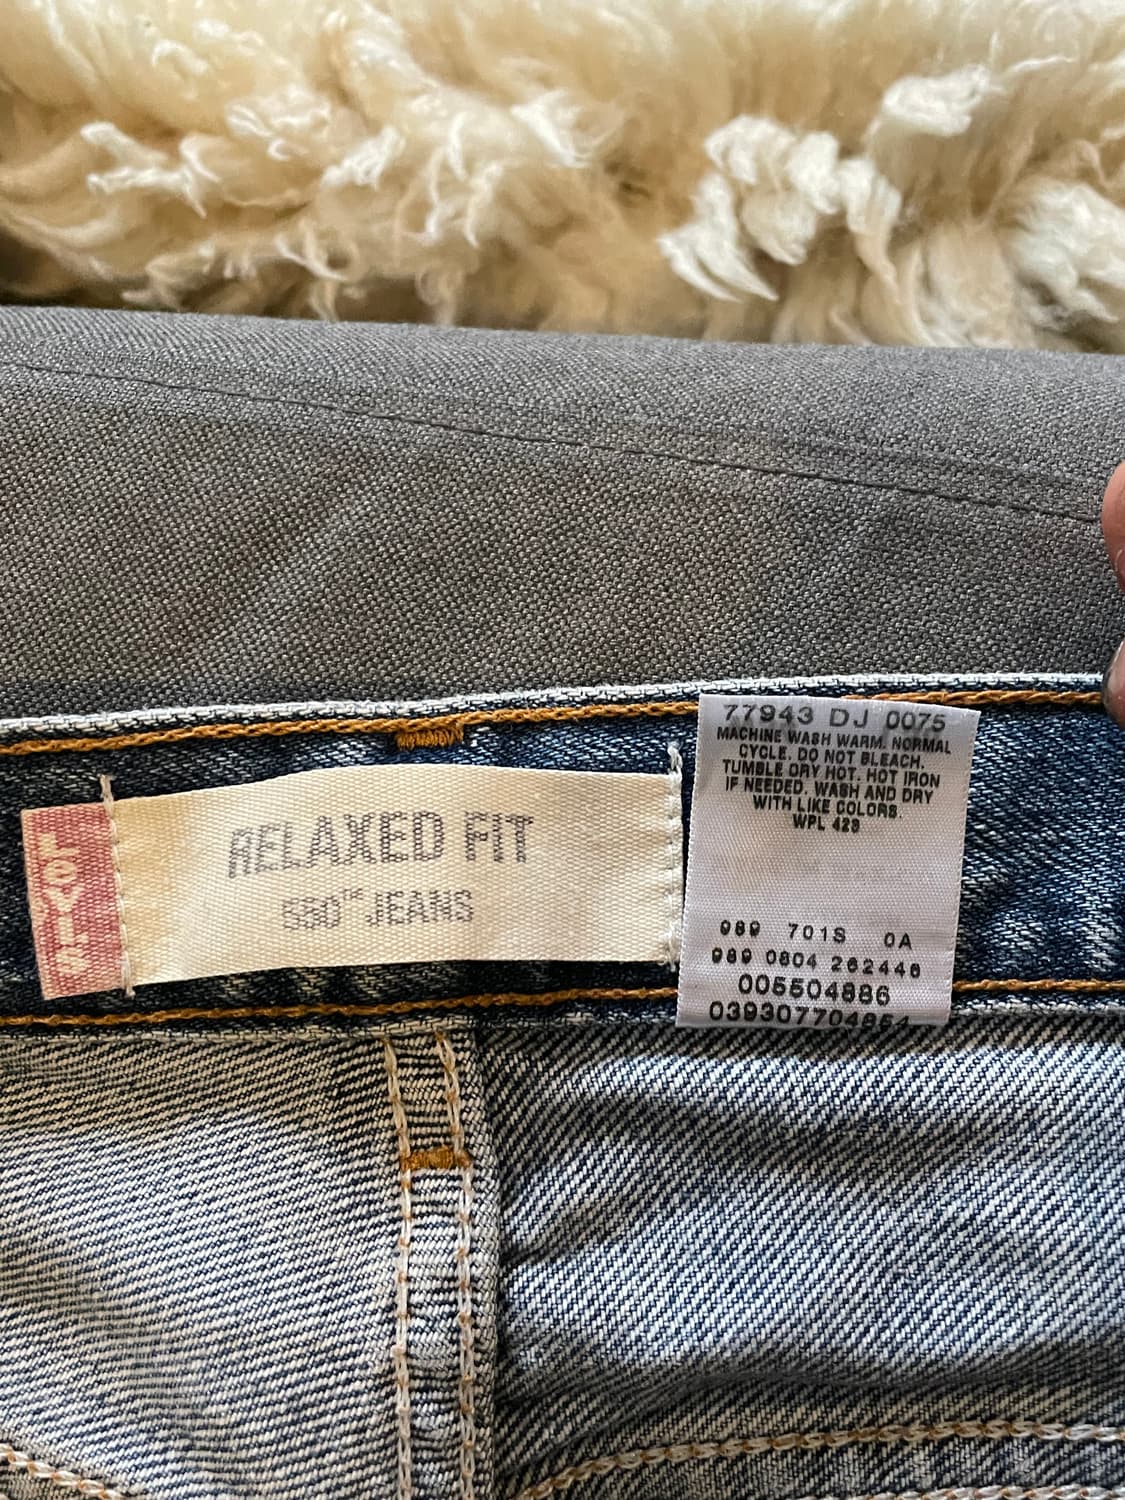 LEVI'S
RELAXED FIT
550™ JEANS
77943 DJ 0075
MACHINE WASH WARM. NORMAL
CYCLE. DO NOT BLEACH.
TUMBLE DRY HOT. HOT IRON
IF NEEDED. WASH AND DRY
WITH LIKE COLORS.
WPL 423
989 701S 0A
989 0804 262446
005504886
039307704854